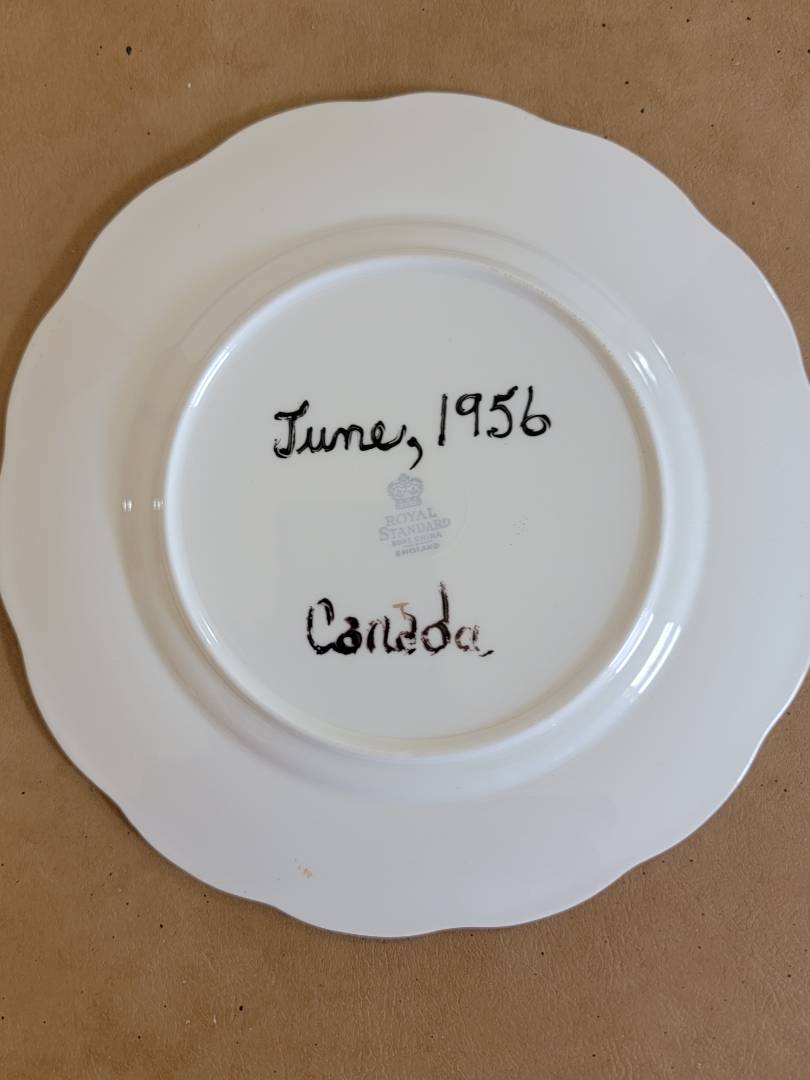 June, 1956
ROYAL
STANDARD
BONE CHINA
ENGLAND
Canada